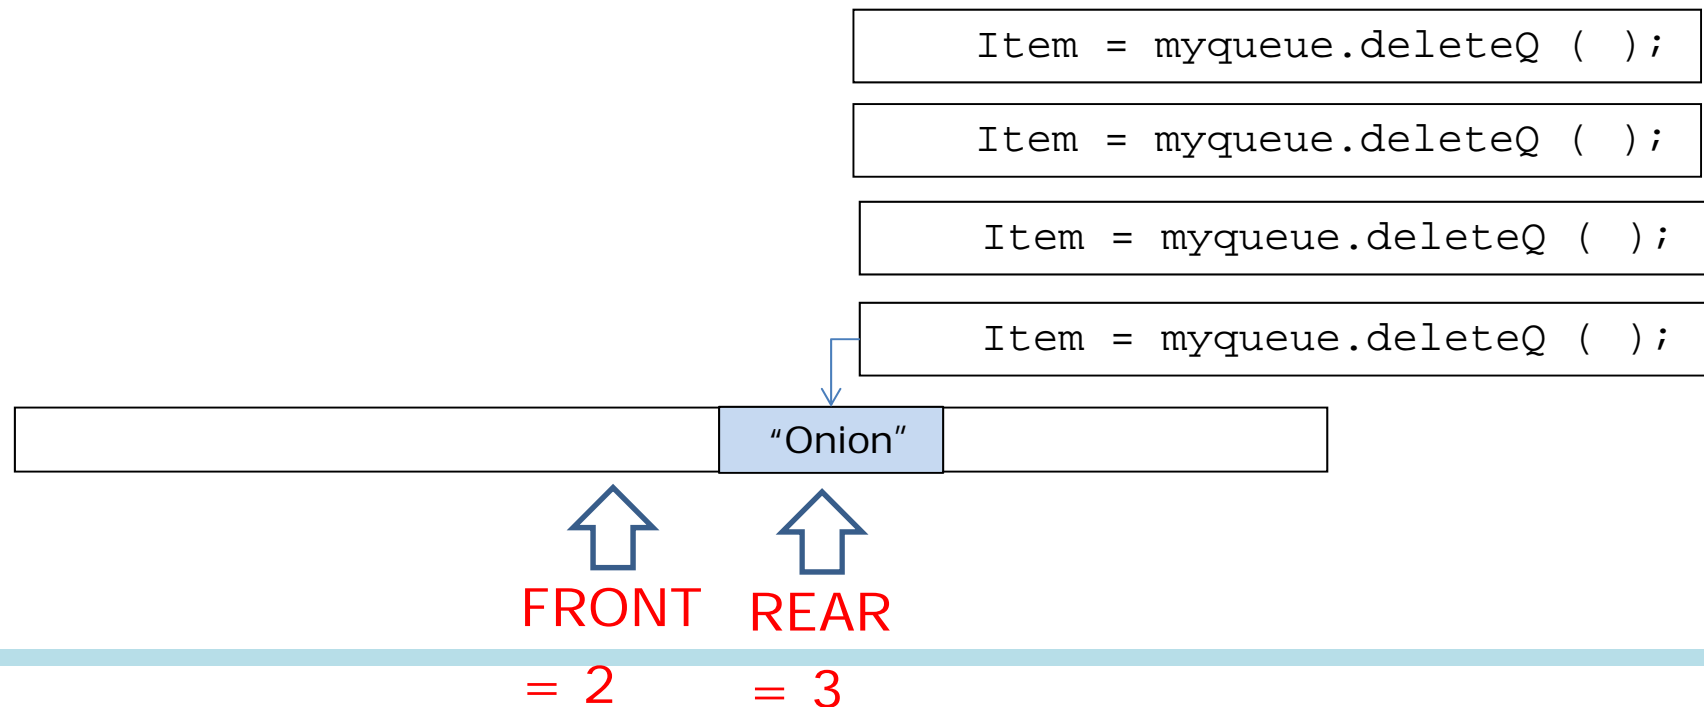 Item = myqueue.deleteQ ( );
Item = myqueue.deleteQ ( );
Item = myqueue.deleteQ ( );
Item = myqueue.deleteQ ( );
“Onion”
FRONT REAR
= 2 = 3